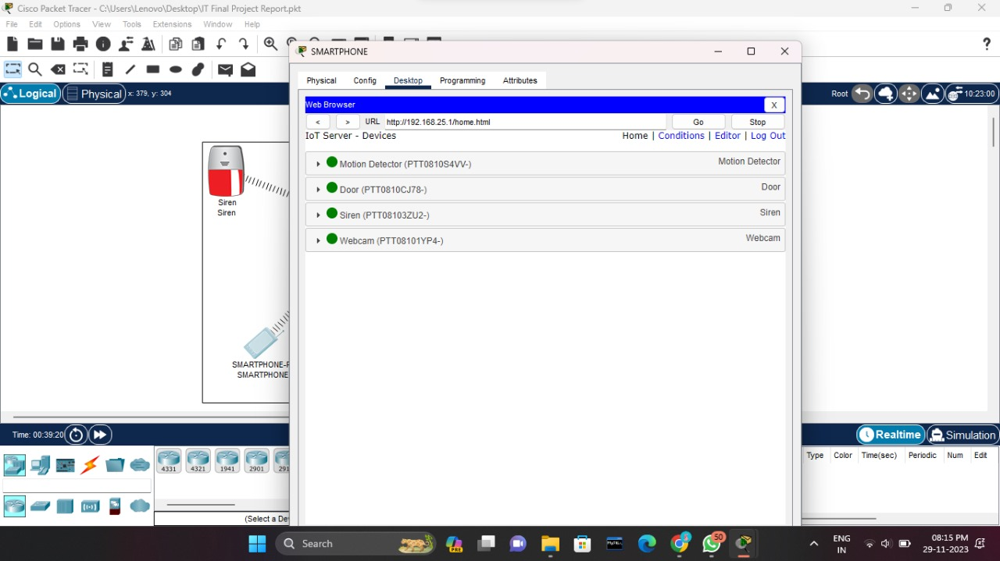 Cisco Packet Tracer - C:\Users\Lenovo\Desktop\IT Final Project Report.pkt
File Edit Options View Tools Extensions Window Help
?
SMARTPHONE
Physical Config Desktop Programming Attributes
Logical Physical x: 379, y: 304
Root 10:23:00
Web Browser X
< > URL http://192.168.25.1/home.html Go Stop
IoT Server - Devices Home | Conditions | Editor | Log Out
Motion Detector (PTT0810S4VV-) Motion Detector
Door (PTT0810CJ78-) Door
Siren (PTT08103ZU2-) Siren
Webcam (PTT08101YP4-) Webcam
Siren
Siren
SMARTPHONE-
SMARTPHONE
Time: 00:39:20
Realtime Simulation
4331 4321 1941 2901 291
Type Color Time(sec) Periodic Num Edit
(Select a De
Search
PRE
50
ENG
IN
08:15 PM
29-11-2023